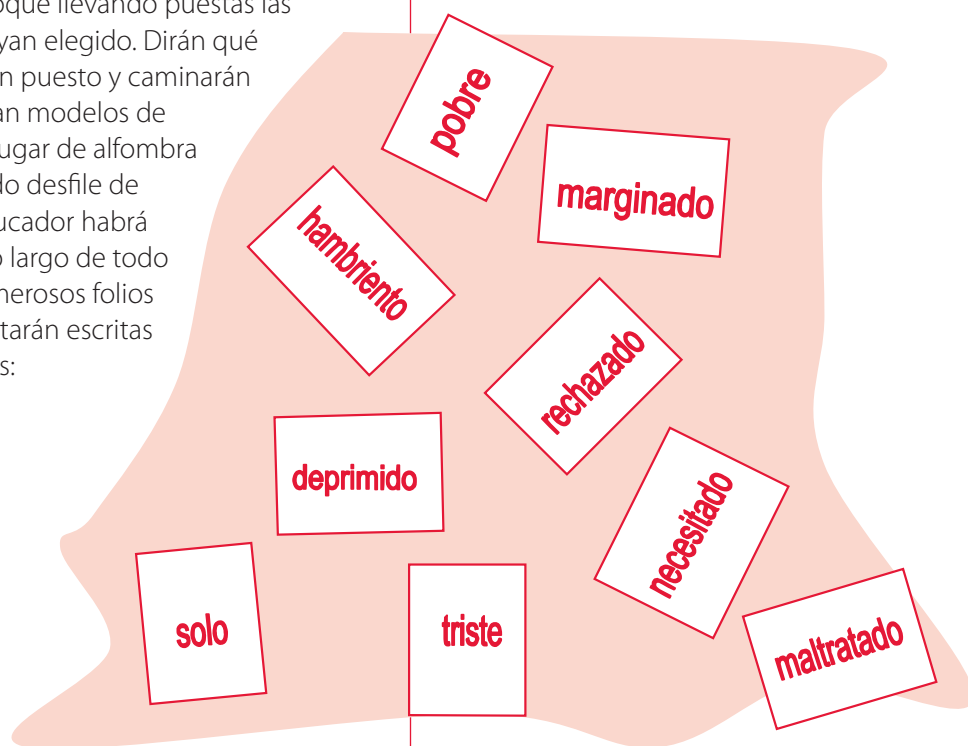 oque llevando puestas las
yan elegido. Dirán qué
n puesto y caminarán
an modelos de
ugar de alfombra
do desfile de
ucador habrá
o largo de todo
nerosos folios
tarán escritas
s:
pobre
marginado
hambriento
rechazado
deprimido
necesitado
solo
triste
maltratado